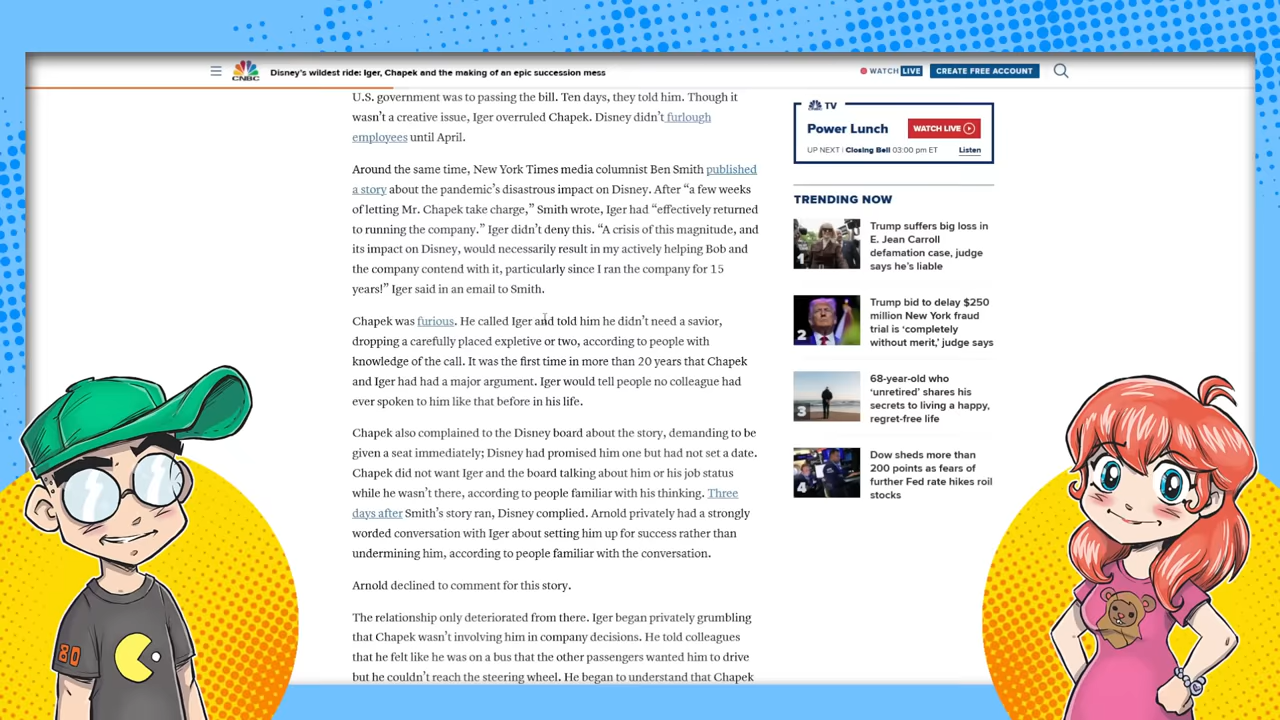 CNBC
Disney's wildest ride: Iger, Chapek and the making of an epic succession mess
WATCH LIVE
CREATE FREE ACCOUNT
U.S. government was to passing the bill. Ten days, they told him. Though it
wasn't a creative issue, Iger overruled Chapek. Disney didn't furlough
employees until April.
Around the same time, New York Times media columnist Ben Smith published
a story about the pandemic's disastrous impact on Disney. After “a few weeks
of letting Mr. Chapek take charge,” Smith wrote, Iger had “effectively returned
to running the company.” Iger didn't deny this. “A crisis of this magnitude, and
its impact on Disney, would necessarily result in my actively helping Bob and
the company contend with it, particularly since I ran the company for 15
years!” Iger said in an email to Smith.
Chapek was furious. He called Iger and told him he didn't need a savior,
dropping a carefully placed expletive or two, according to people with
knowledge of the call. It was the first time in more than 20 years that Chapek
and Iger had had a major argument. Iger would tell people no colleague had
ever spoken to him like that before in his life.
Chapek also complained to the Disney board about the story, demanding to be
given a seat immediately; Disney had promised him one but had not set a date.
Chapek did not want Iger and the board talking about him or his job status
while he wasn't there, according to people familiar with his thinking. Three
days after Smith's story ran, Disney complied. Arnold privately had a strongly
worded conversation with Iger about setting him up for success rather than
undermining him, according to people familiar with the conversation.
Arnold declined to comment for this story.
The relationship only deteriorated from there. Iger began privately grumbling
that Chapek wasn't involving him in company decisions. He told colleagues
that he felt like he was on a bus that the other passengers wanted him to drive
but he couldn't reach the steering wheel. He began to understand that Chapek
TV
Power Lunch
WATCH LIVE
UP NEXT | Closing Bell 03:00 pm ET
Listen
TRENDING NOW
1
Trump suffers big loss in
E. Jean Carroll
defamation case, judge
says he's liable
2
Trump bid to delay $250
million New York fraud
trial is 'completely
without merit,' judge says
3
68-year-old who
'unretired' shares his
secrets to living a happy,
regret-free life
4
Dow sheds more than
200 points as fears of
further Fed rate hikes roil
stocks
80